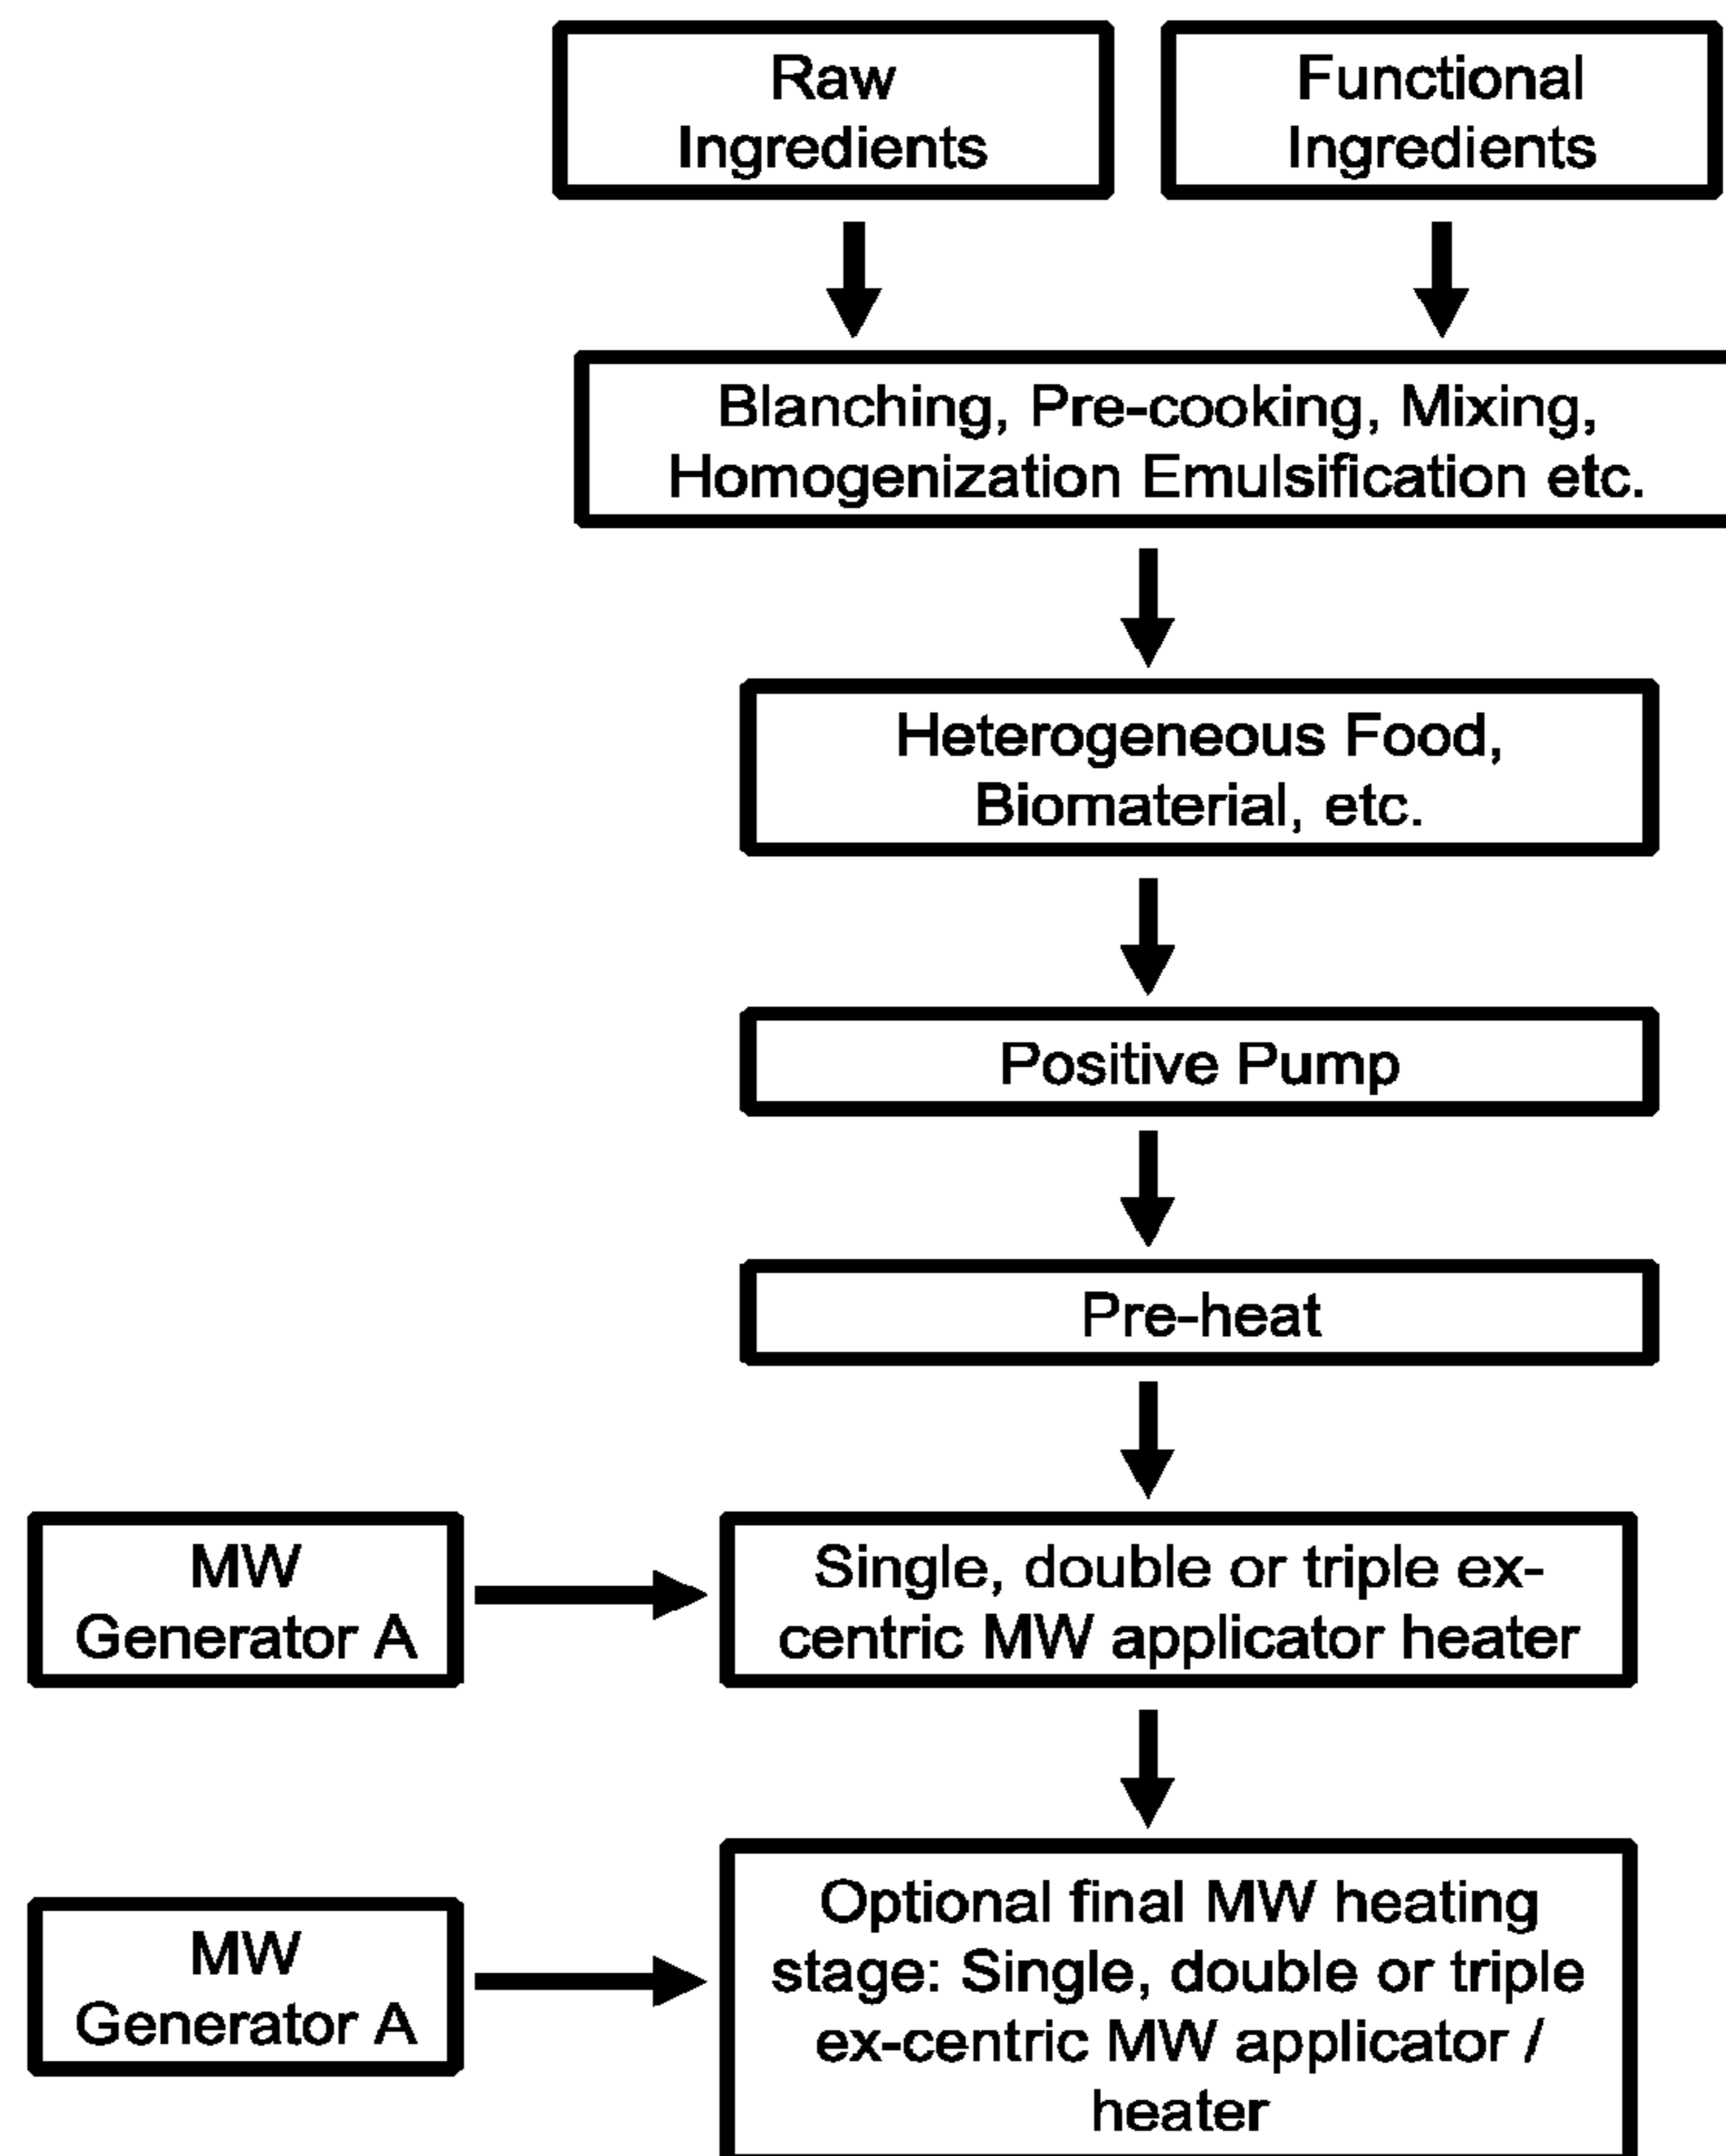 Raw
Ingredients
Functional
Ingredients
Blanching, Pre-cooking, Mixing,
Homogenization Emulsification etc.
Heterogeneous Food,
Biomaterial, etc.
Positive Pump
Pre-heat
MW
Generator A
Single, double or triple ex-
centric MW applicator heater
MW
Generator A
Optional final MW heating
stage: Single, double or triple
ex-centric MW applicator /
heater